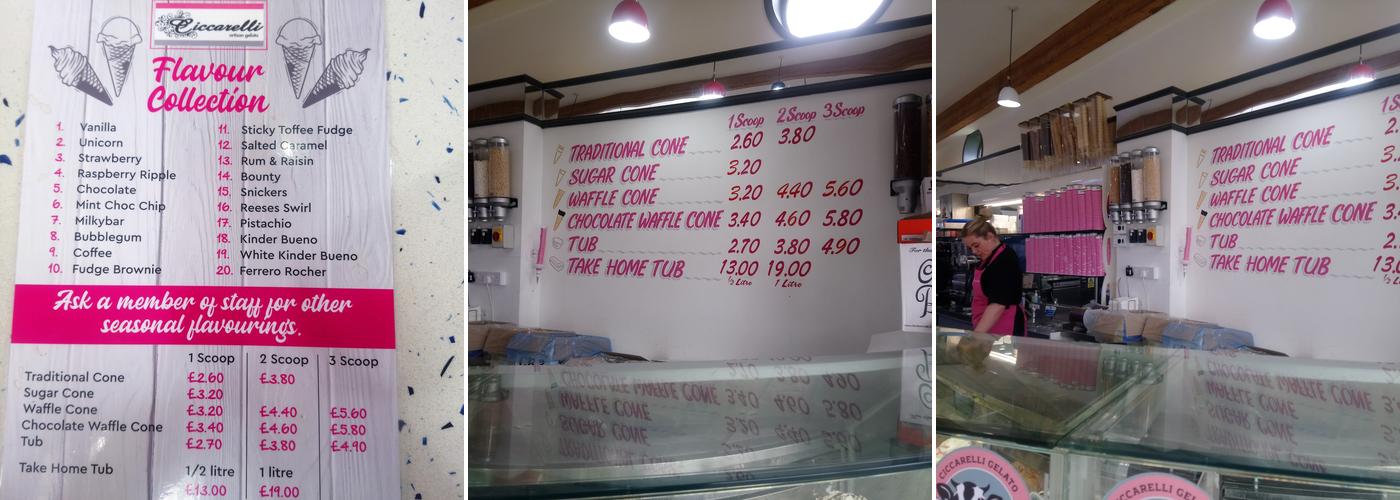 Ciccarelli
artisan gelato
Flavour
Collection
1. Vanilla
2. Unicorn
3. Strawberry
4. Raspberry Ripple
5. Chocolate
6. Mint Choc Chip
7. Milkybar
8. Bubblegum
9. Coffee
10. Fudge Brownie
11. Sticky Toffee Fudge
12. Salted Caramel
13. Rum & Raisin
14. Bounty
15. Snickers
16. Reeses Swirl
17. Pistachio
18. Kinder Bueno
19. White Kinder Bueno
20. Ferrero Rocher
Ask a member of staff for other
seasonal flavourings.
1 Scoop 2 Scoop 3 Scoop
Traditional Cone £2.60 £3.80
Sugar Cone £3.20
Waffle Cone £3.20 £4.40 £5.60
Chocolate Waffle Cone £3.40 £4.60 £5.80
Tub £2.70 £3.80 £4.90
Take Home Tub 1/2 litre 1 litre
£13.00 £19.00
1 Scoop 2 Scoop 3 Scoop
TRADITIONAL CONE 2.60 3.80
SUGAR CONE 3.20
WAFFLE CONE 3.20 4.40 5.60
CHOCOLATE WAFFLE CONE 3.40 4.60 5.80
TUB 2.70 3.80 4.90
TAKE HOME TUB 13.00 19.00
½ Litre 1 Litre
TRADITIONAL CONE
SUGAR CONE
WAFFLE CONE
CHOCOLATE WAFFLE CONE
TUB
TAKE HOME TUB
CICCARELLI GELATO
CICCARELLI GELATO